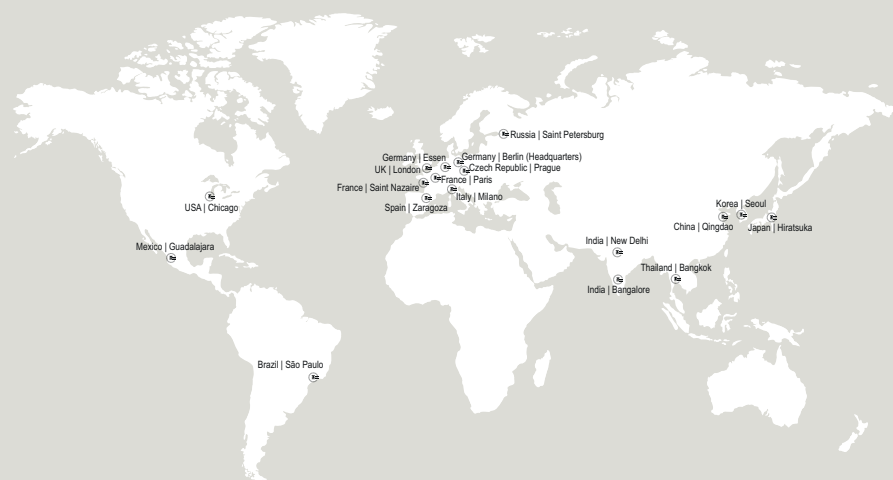 Russia | Saint Petersburg
Germany | Essen
Germany | Berlin (Headquarters)
UK | London
Czech Republic | Prague
France | Paris
France | Saint Nazaire
Italy | Milano
Spain | Zaragoza
USA | Chicago
Korea | Seoul
China | Qingdao
Japan | Hiratsuka
Mexico | Guadalajara
India | New Delhi
Thailand | Bangkok
India | Bangalore
Brazil | São Paulo